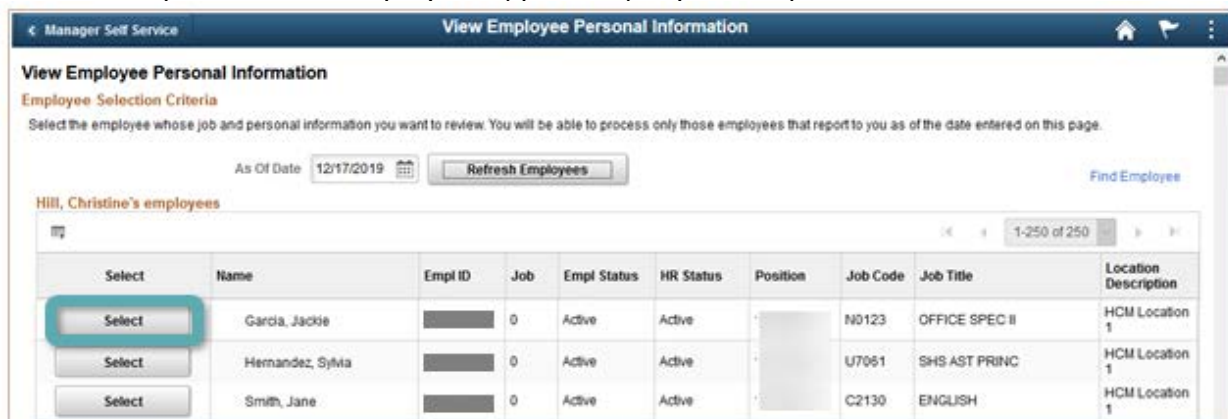 Manager Self Service View Employee Personal Information
View Employee Personal Information
Employee Selection Criteria
Select the employee whose job and personal information you want to review. You will be able to process only those employees that report to you as of the date entered on this page.
As Of Date 12/17/2019 Refresh Employees
Find Employee
Hill, Christine's employees
1-250 of 250
Select Name Empl ID Job Empl Status HR Status Position Job Code Job Title Location Description
Select Garcia, Jackie 0 Active Active N0123 OFFICE SPEC II HCM Location 1
Select Hernandez, Sylvia 0 Active Active U7061 SHS AST PRINC HCM Location 1
Select Smith, Jane 0 Active Active C2130 ENGLISH HCM Location 1